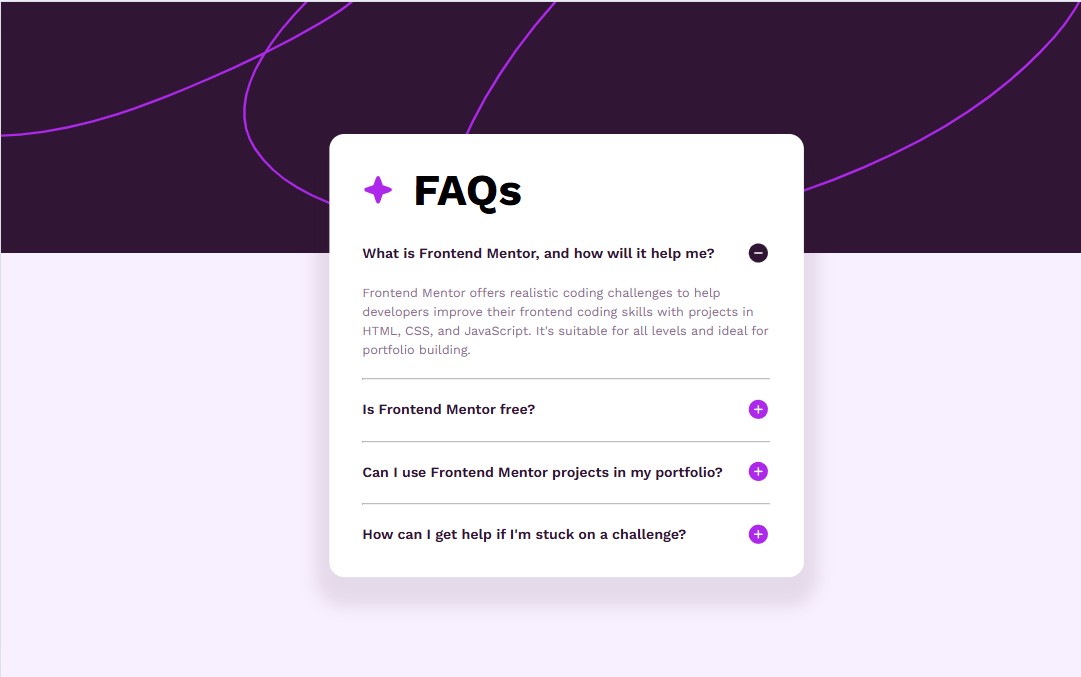 FAQs
What is Frontend Mentor, and how will it help me?
Frontend Mentor offers realistic coding challenges to help
developers improve their frontend coding skills with projects in
HTML, CSS, and JavaScript. It's suitable for all levels and ideal for
portfolio building.
Is Frontend Mentor free?
Can I use Frontend Mentor projects in my portfolio?
How can I get help if I'm stuck on a challenge?